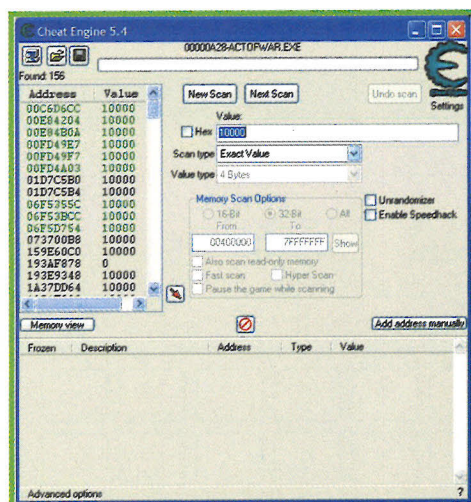 Cheat Engine 5.4
00000A28-ACTOFWAR.EXE
Found: 156
Address Value
00C6D6CC 10000
00E84204 10000
00E84B0A 10000
00FD49E7 10000
00FD49F7 10000
00FD4A03 10000
01D7C5B0 10000
01D7C5B4 10000
06F5355C 10000
06F53BCC 10000
06F5D754 10000
073700B8 10000
159E60C0 10000
193AF878 0
193E9348 10000
1A37DD64 10000
New Scan Next Scan Undo scan
Settings
Value:
Hex 10000
Scan type Exact Value
Value type 4 Bytes
Memory Scan Options
16-Bit 32-Bit All
From To
00400000 7FFFFFFF Show
Also scan read-only memory
Fast scan Hyper Scan
Pause the game while scanning
Unrandomizer
Enable Speedhack
Memory view Add address manually
Frozen Description Address Type Value
Advanced options ?